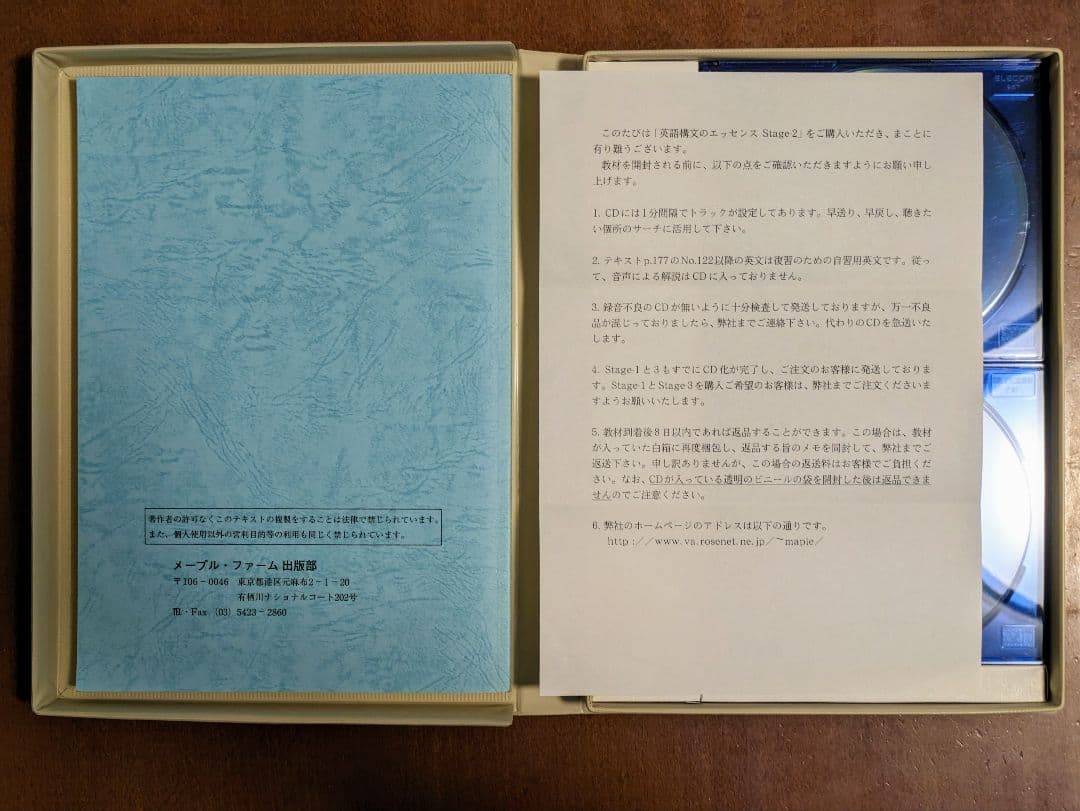 著作者の許可なくこのテキストの複製をすることは法律で禁じられています。
また、個人使用以外の営利目的等の利用も同じく禁じられています。
メープル・ファーム 出版部
〒106-0046 東京都港区元麻布2-1-20
有栖川ナショナルコート202号
TEL・Fax (03) 5423-2860
このたびは「英語構文のエッセンス Stage-2」をご購入いただき、まことに
有り難うございます。
教材を開封される前に、以下の点をご確認いただきますようにお願い申し
上げます。
1. CDには1分間隔でトラックが設定してあります。早送り、早戻し、聴きた
い個所のサーチに活用して下さい。
2. テキストp.177のNo.122以降の英文は復習のための自習用英文です。従っ
て、音声による解説はCDに入っておりません。
3. 録音不良のCDが無いように十分検査して発送しておりますが、万一不良
品が混じっておりましたら、弊社までご連絡下さい。代わりのCDを急送いた
します。
4. Stage-1と3もすでにCD化が完了し、ご注文のお客様に発送しておりま
す。Stage-1とStage-3を購入ご希望のお客様は、弊社までご注文くださいま
すようお願いいたします。
5. 教材到着後8日以内であれば返品することができます。この場合は、教材
が入っていた白箱に再度梱包し、返品する旨のメモを同封して、弊社までご
返送下さい。申し訳ありませんが、この場合の返送料はお客様でご負担くだ
さい。なお、CDが入っている透明のビニールの袋を開封した後は返品できま
せんのでご注意ください。
6. 弊社のホームページのアドレスは以下の通りです。
http://www.va.rosenet.ne.jp/~maple/
ELECOM